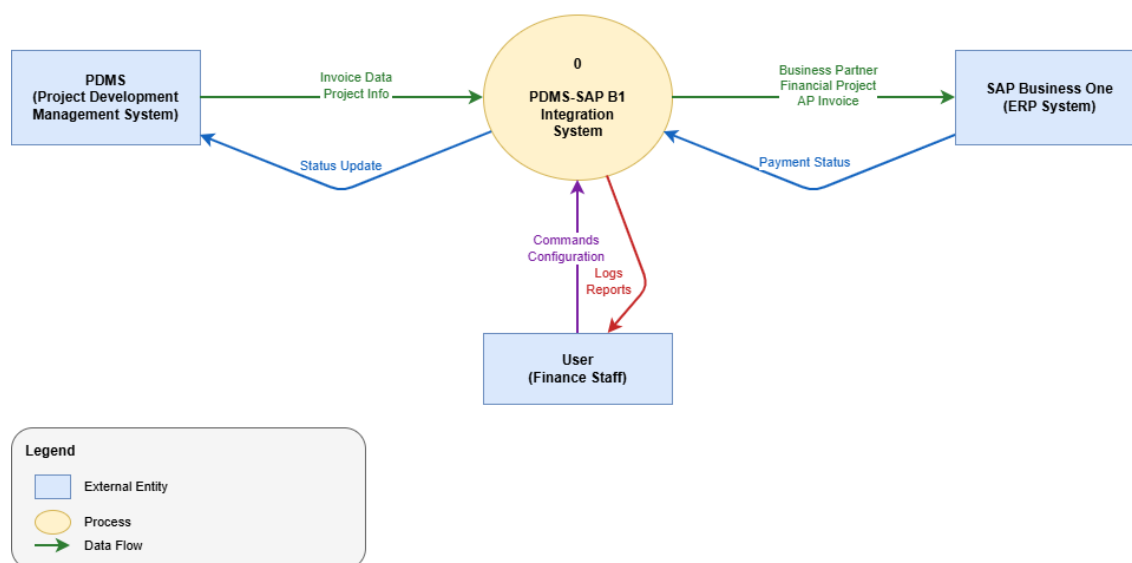 PDMS
(Project Development
Management System)
Invoice Data
Project Info
0
PDMS-SAP B1
Integration
System
Business Partner
Financial Project
AP Invoice
SAP Business One
(ERP System)
Status Update
Payment Status
Commands
Configuration
Logs
Reports
User
(Finance Staff)
Legend
External Entity
Process
Data Flow